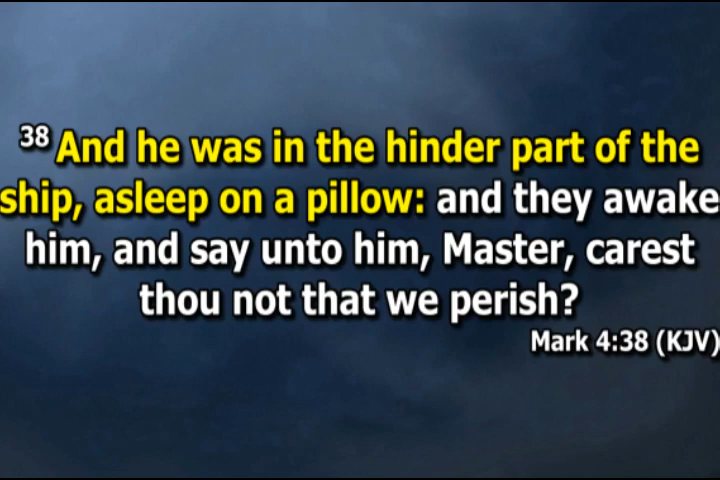 38 And he was in the hinder part of the
ship, asleep on a pillow: and they awake
him, and say unto him, Master, carest
thou not that we perish?
Mark 4:38 (KJV)